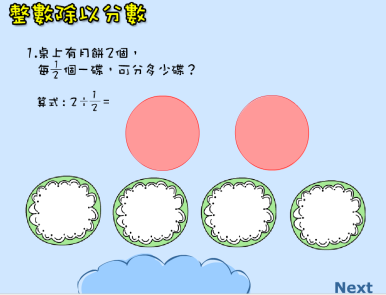 整數除以分數
1.桌上有月餅2個，
每1/2個一碟，可分多少碟？
算式：2÷1/2=
Next